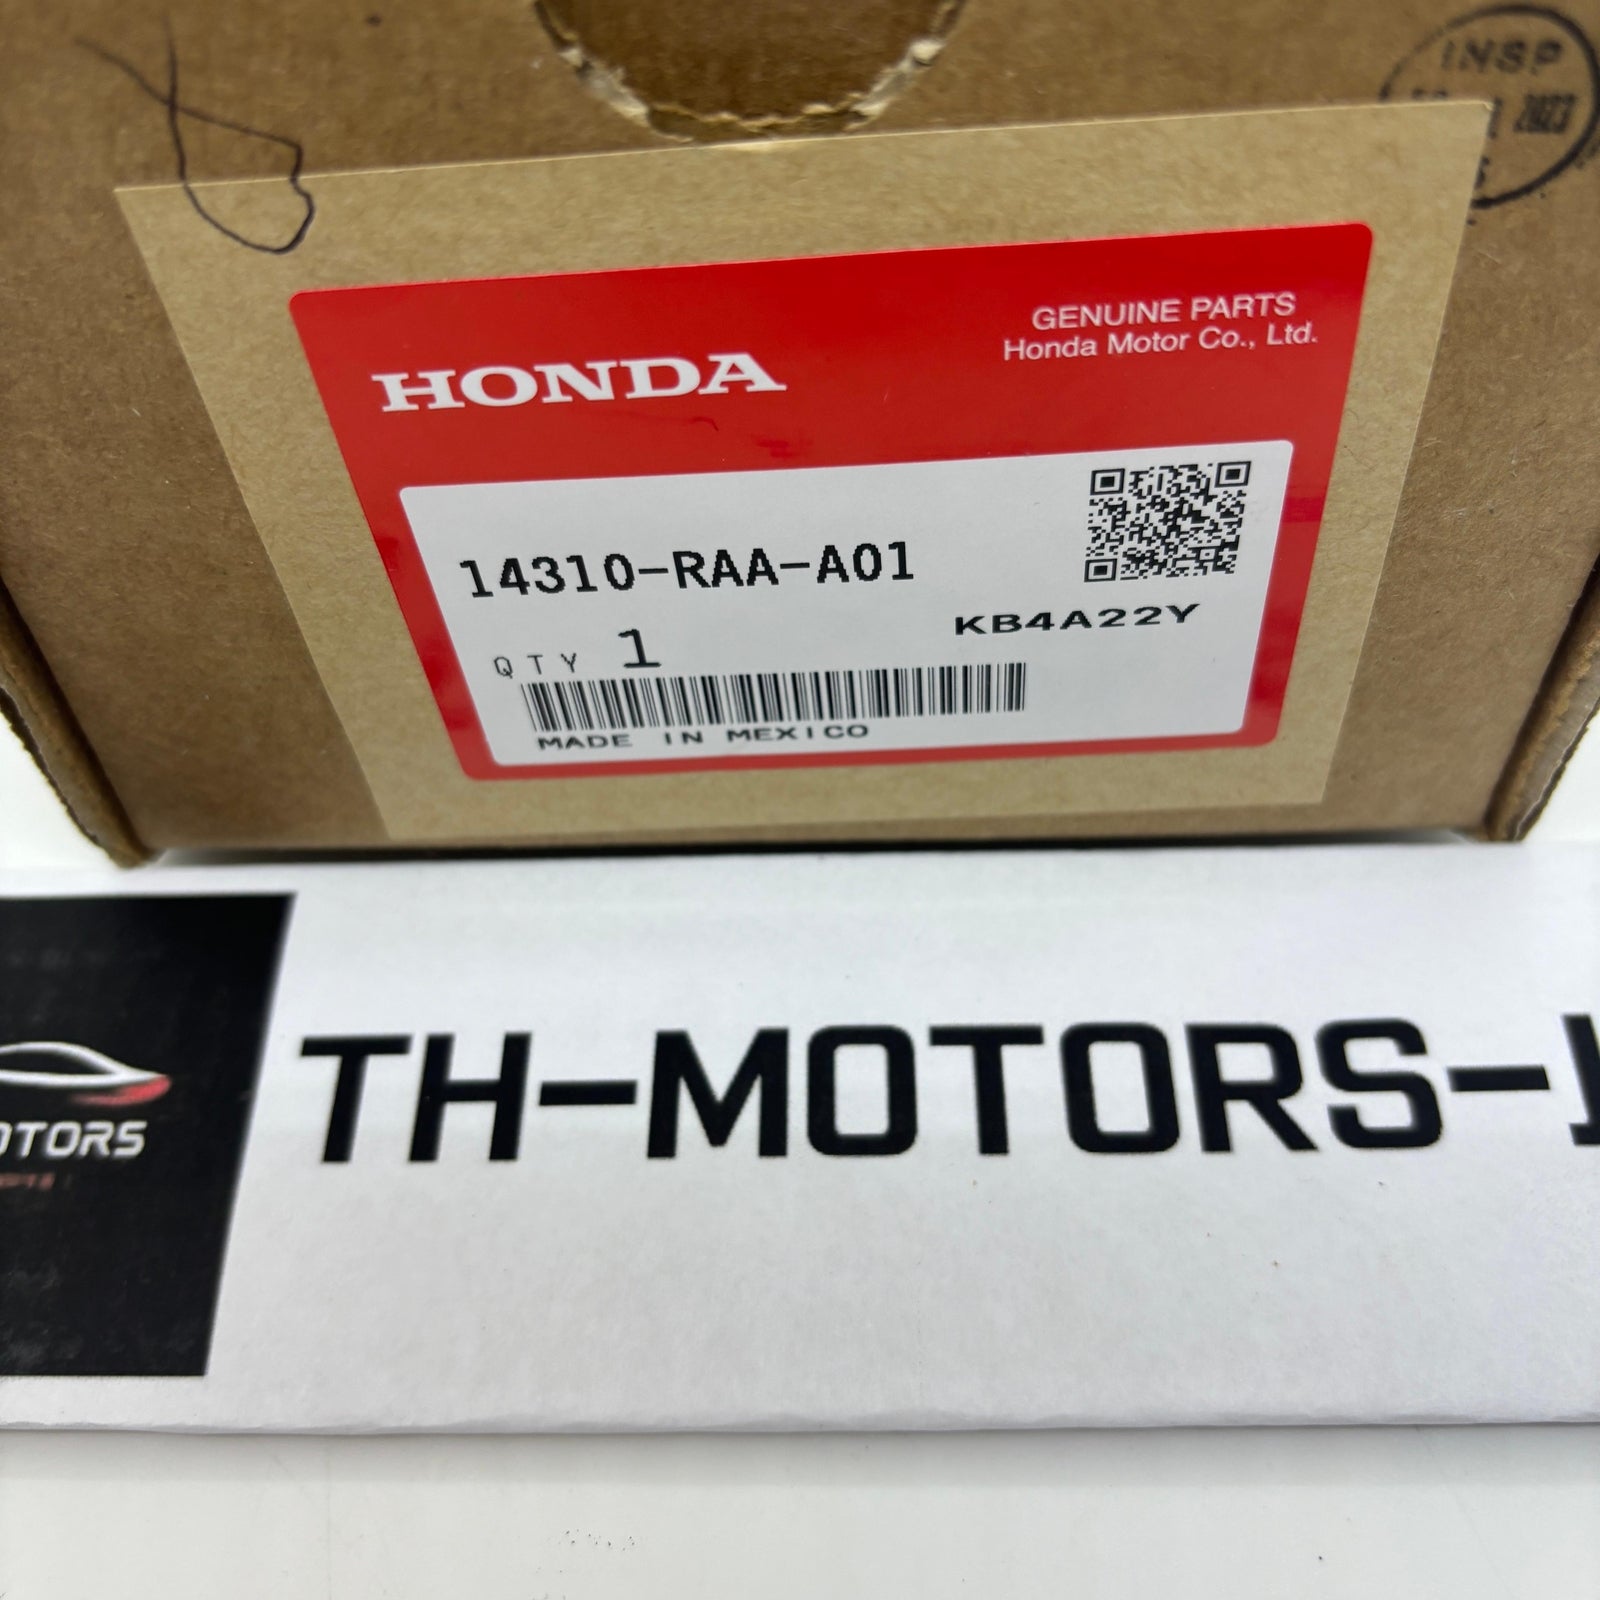 INSP
2023
HONDA
GENUINE PARTS
Honda Motor Co., Ltd.
14310-RAA-A01
KB4A22Y
QTY 1
MADE IN MEXICO
TH-MOTORS-
OTORS